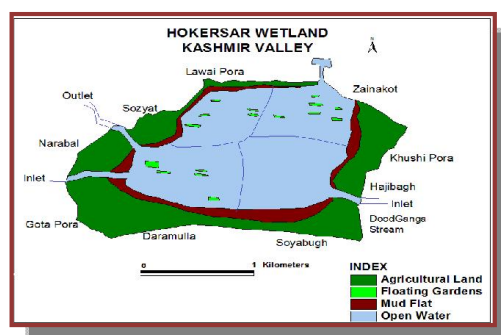 HOKERSAR WETLAND
KASHMIR VALLEY
N
Lawai Pora
Zainakot
Outlet
Sozyat
Narabal
Khushi Pora
Inlet
Hajibagh
Inlet
Gota Pora
DoodGanga
Stream
Daramulla
Soyabugh
0 1 Kilometers
INDEX
Agricultural Land
Floating Gardens
Mud Flat
Open Water